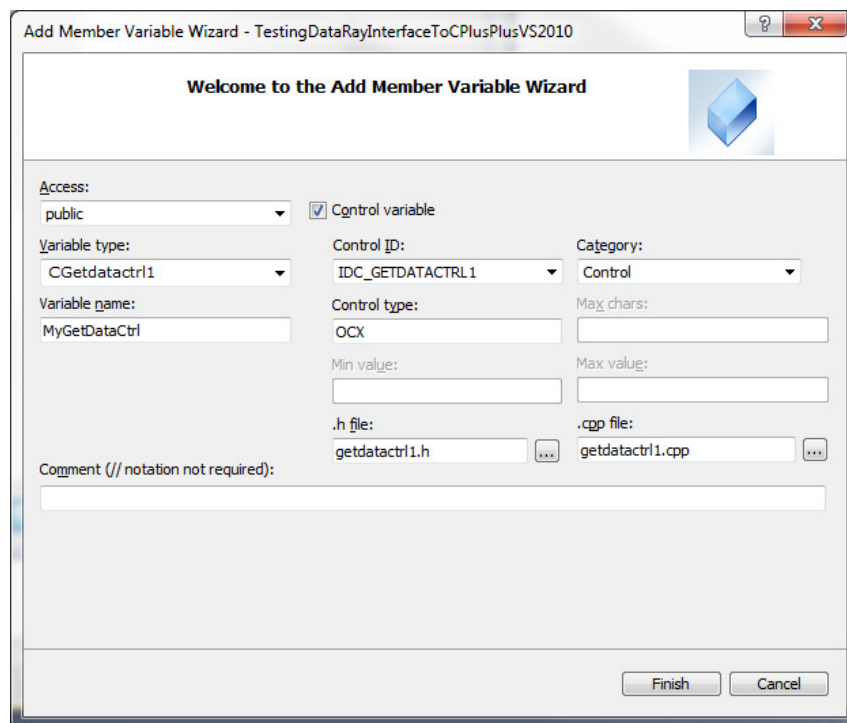 Add Member Variable Wizard - TestingDataRayInterfaceToCPlusPlusVS2010
Welcome to the Add Member Variable Wizard
Access:
public
Control variable
Variable type:
Control ID:
Category:
CGetdatactrl1
IDC_GETDATACTRL1
Control
Variable name:
Control type:
Max chars:
MyGetDataCtrl
OCX
Min value:
Max value:
.h file:
.cpp file:
getdatactrl1.h
...
getdatactrl1.cpp
...
Comment (// notation not required):
Finish
Cancel